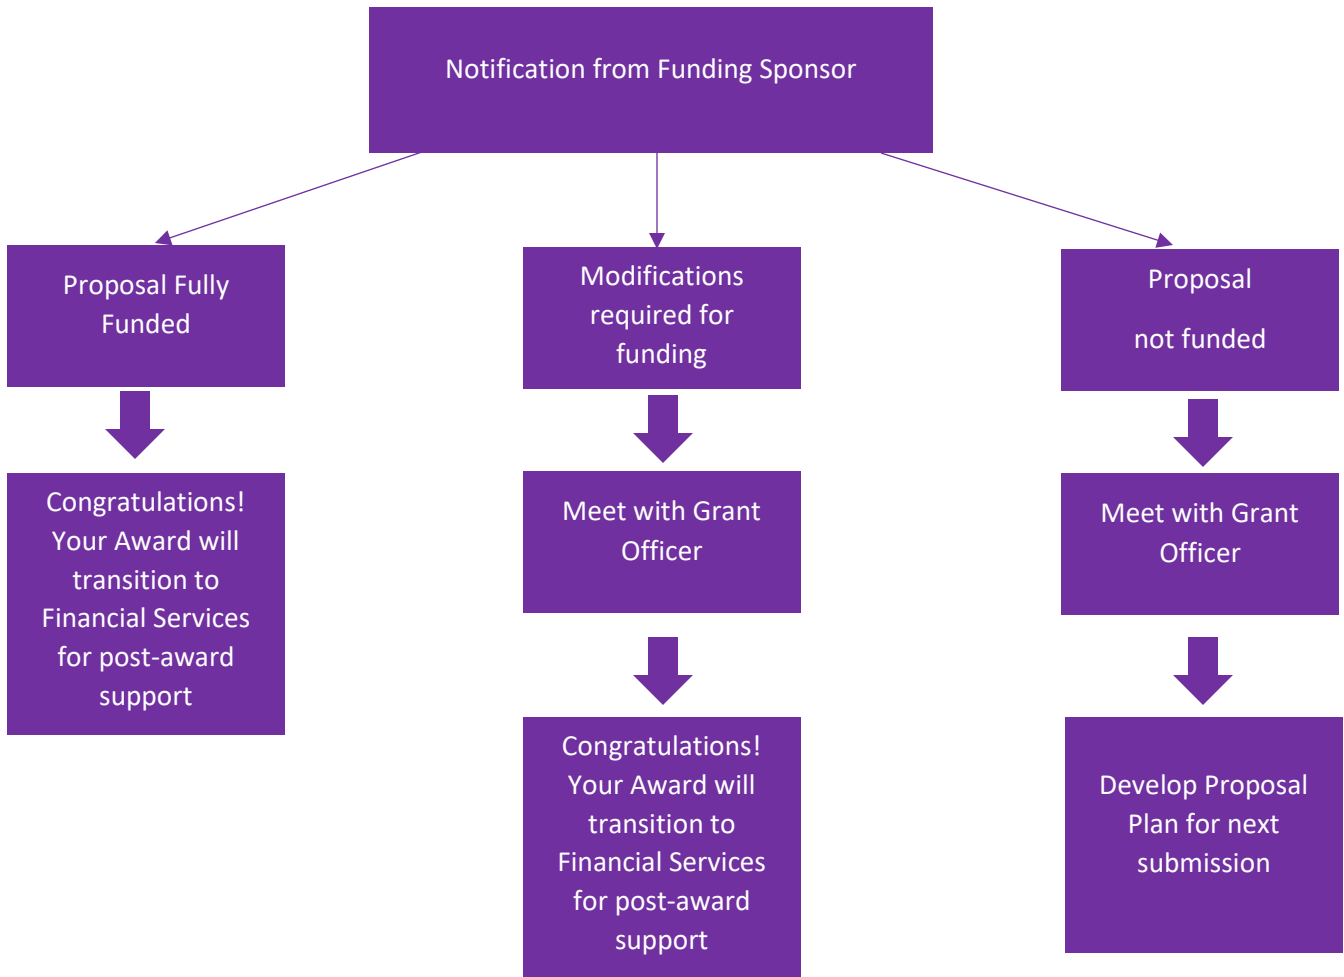 Notification from Funding Sponsor
Proposal Fully
Funded
Modifications
required for
funding
Proposal
not funded
Congratulations!
Your Award will
transition to
Financial Services
for post-award
support
Meet with Grant
Officer
Meet with Grant
Officer
Congratulations!
Your Award will
transition to
Financial Services
for post-award
support
Develop Proposal
Plan for next
submission